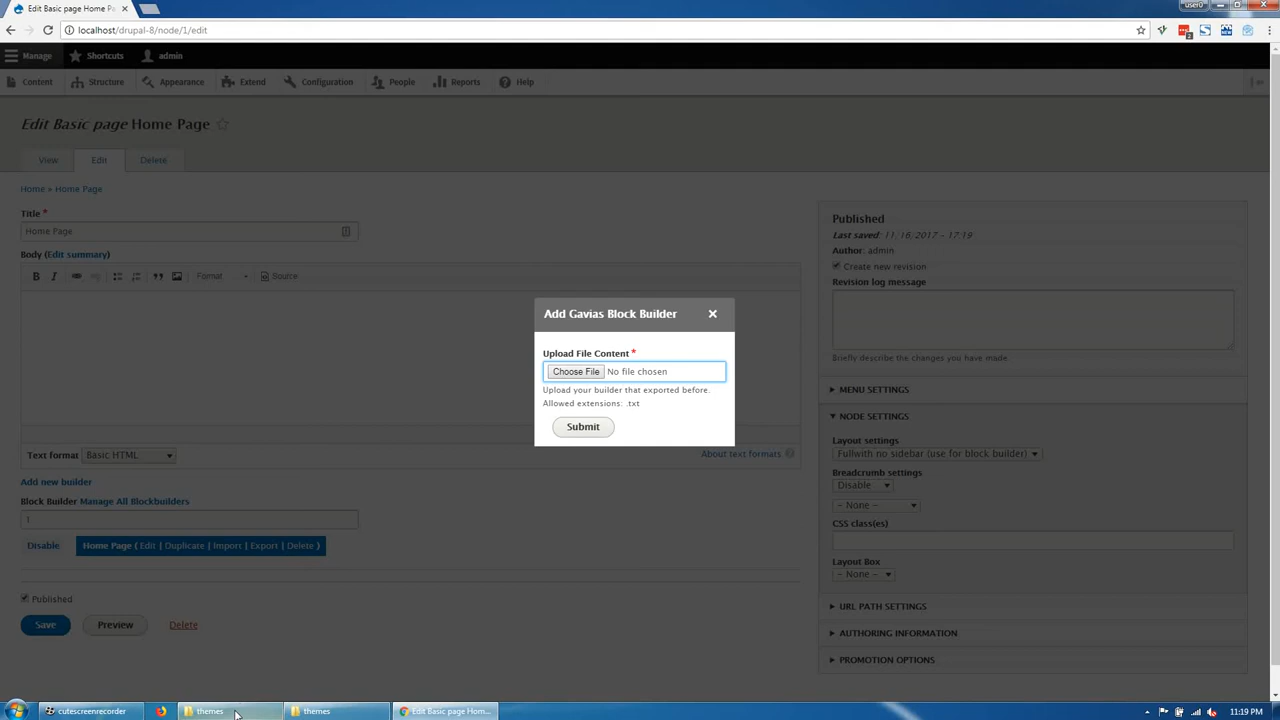 Edit Basic page Home Pa
user0
localhost/drupal-8/node/1/edit
2
Manage
Shortcuts
admin
Content
Structure
Appearance
Extend
Configuration
People
Reports
Help
Edit Basic page Home Page
View
Edit
Delete
Home » Home Page
Title *
Home Page
Body (Edit summary)
B I Format Source
Text format Basic HTML
About text formats
Add new builder
Block Builder Manage All Blockbuilders
1
Disable
Home Page ( Edit | Duplicate | Import | Export | Delete )
Published
Save
Preview
Delete
Add Gavias Block Builder
Upload File Content *
Choose File No file chosen
Upload your builder that exported before.
Allowed extensions: .txt
Submit
Published
Last saved: 11/16/2017 - 17:19
Author: admin
Create new revision
Revision log message
Briefly describe the changes you have made.
MENU SETTINGS
NODE SETTINGS
Layout settings
Fullwith no sidebar (use for block builder)
Breadcrumb settings
Disable
- None -
CSS class(es)
Layout Box
- None -
URL PATH SETTINGS
AUTHORING INFORMATION
PROMOTION OPTIONS
cutescreenrecorder
themes
themes
Edit Basic page Hom...
11:19 PM